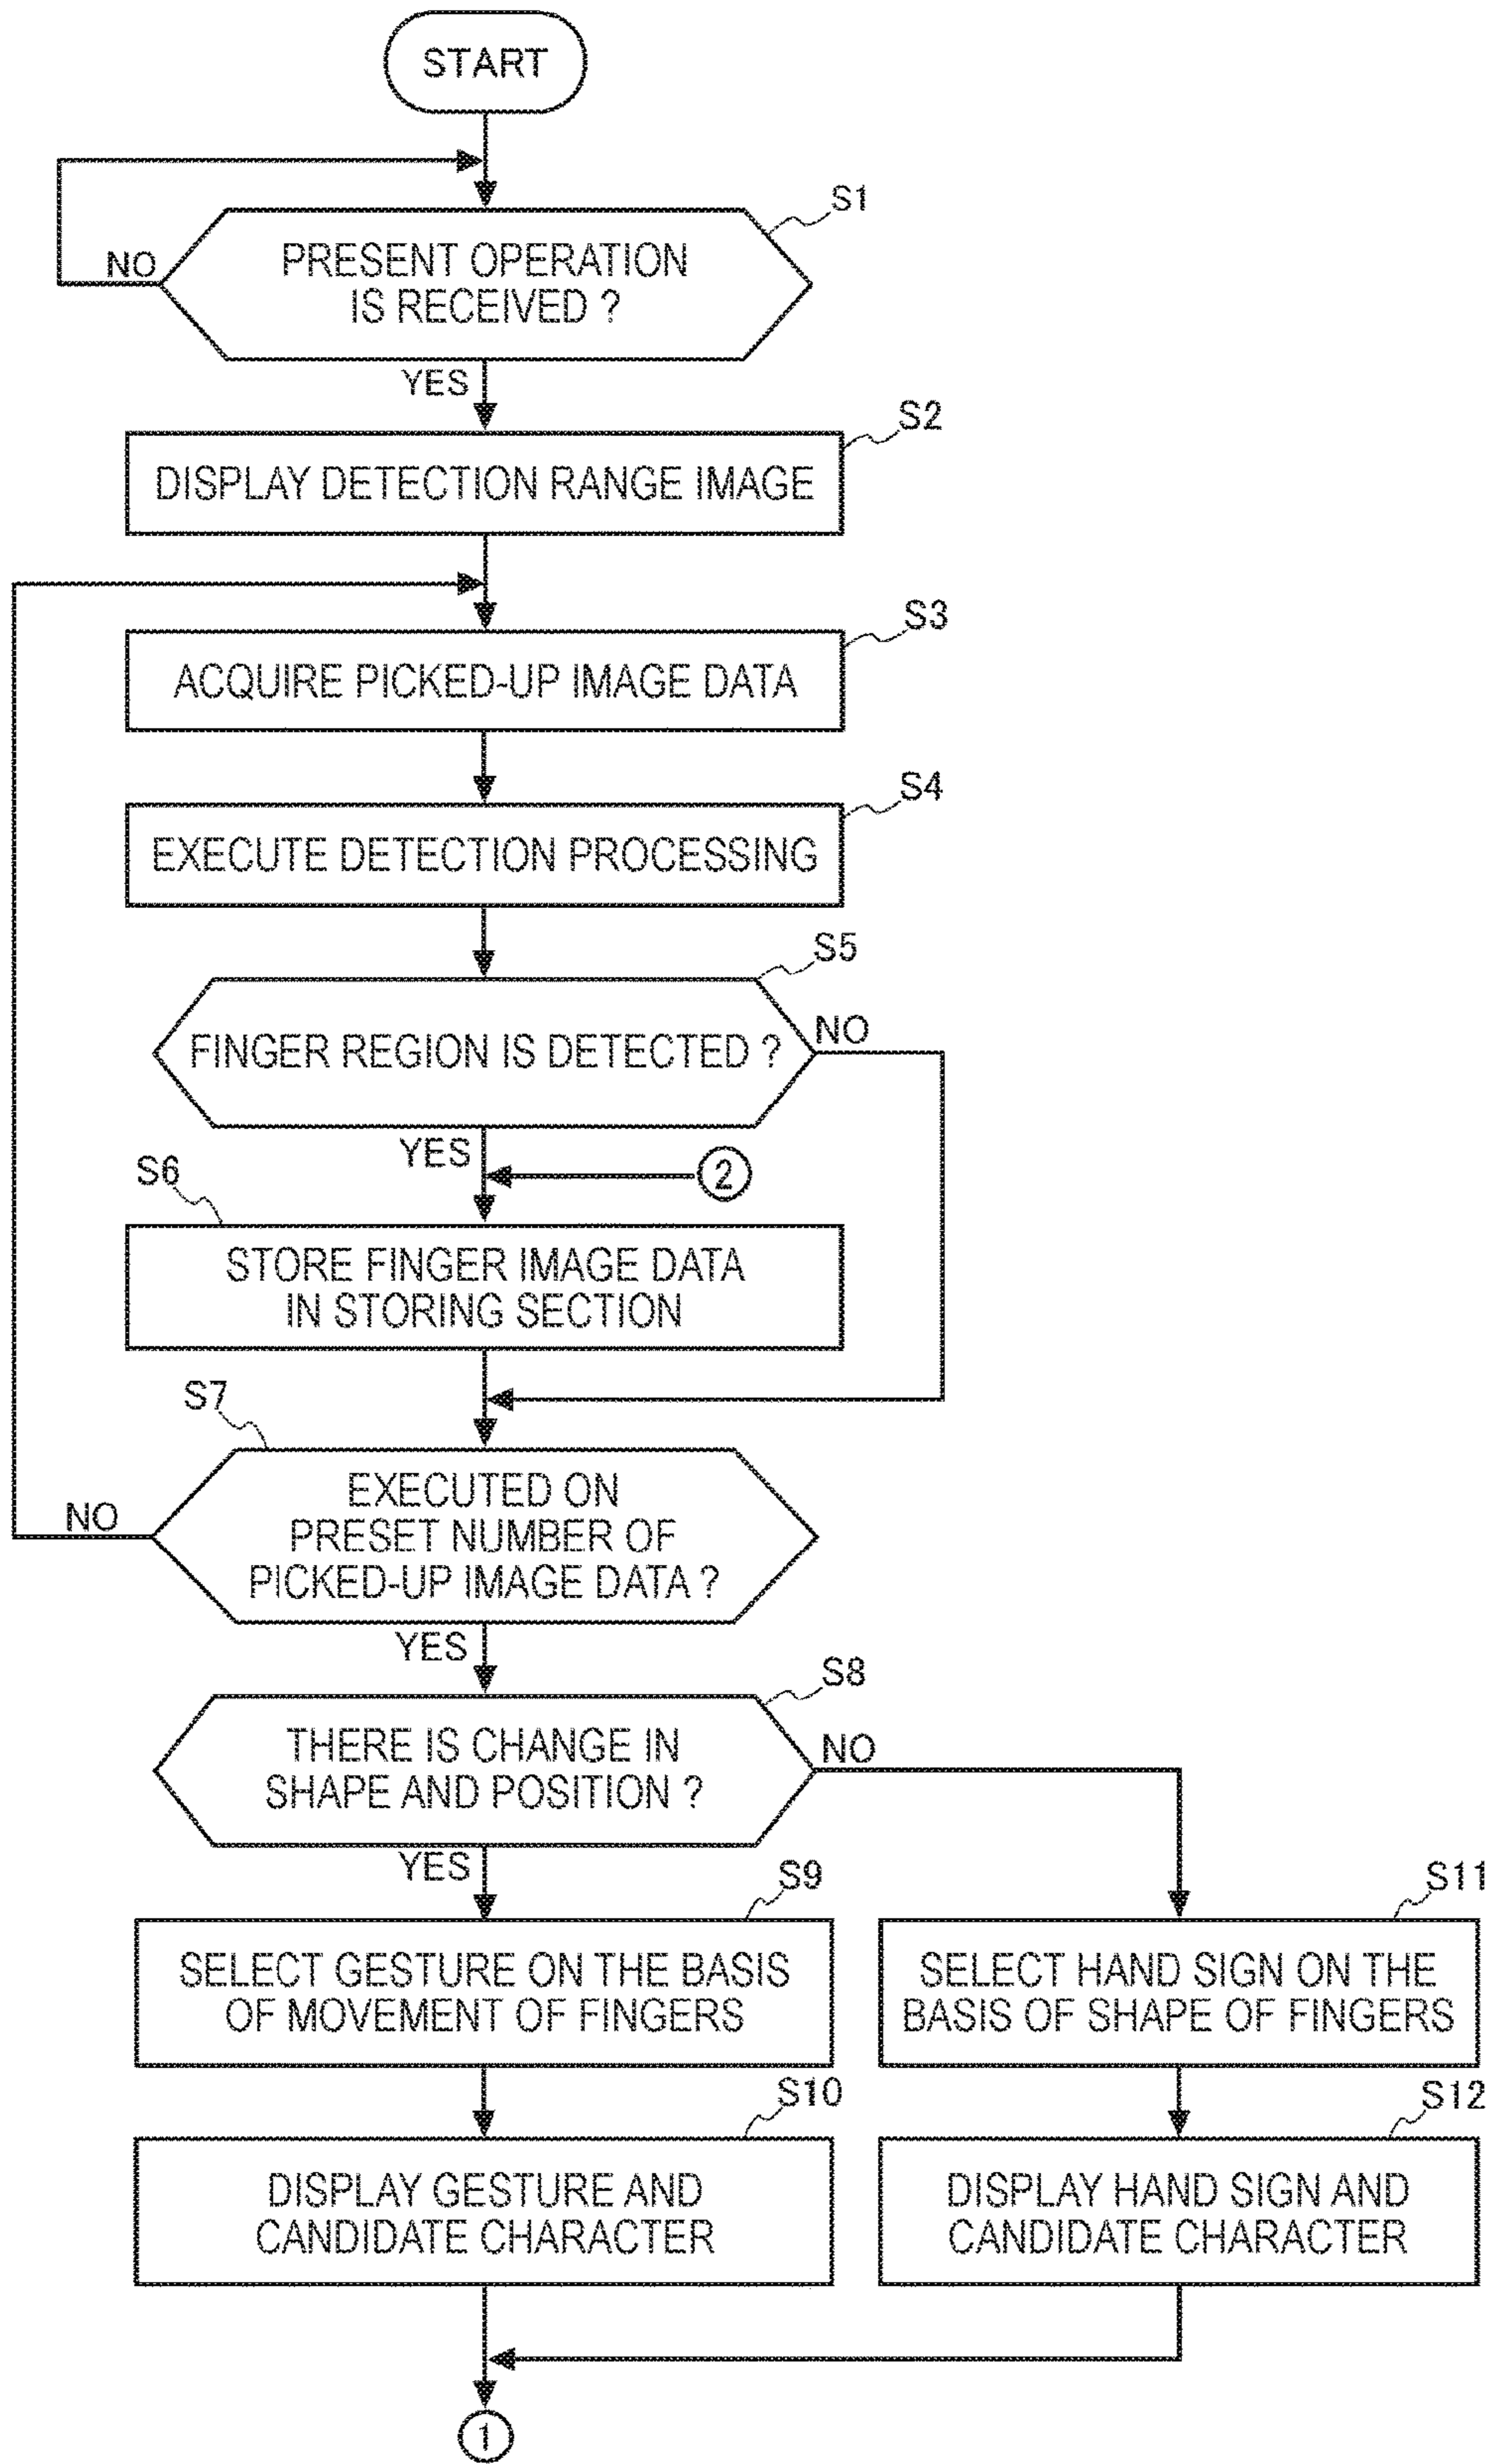 START
S1
NO
PRESENT OPERATION
IS RECEIVED ?
YES
S2
DISPLAY DETECTION RANGE IMAGE
S3
ACQUIRE PICKED-UP IMAGE DATA
S4
EXECUTE DETECTION PROCESSING
S5
NO
FINGER REGION IS DETECTED ?
YES
2
S6
STORE FINGER IMAGE DATA
IN STORING SECTION
S7
NO
EXECUTED ON
PRESET NUMBER OF
PICKED-UP IMAGE DATA ?
YES
S8
THERE IS CHANGE IN
SHAPE AND POSITION ?
NO
YES
S9
SELECT GESTURE ON THE BASIS
OF MOVEMENT OF FINGERS
S11
SELECT HAND SIGN ON THE
BASIS OF SHAPE OF FINGERS
S10
DISPLAY GESTURE AND
CANDIDATE CHARACTER
S12
DISPLAY HAND SIGN AND
CANDIDATE CHARACTER
1